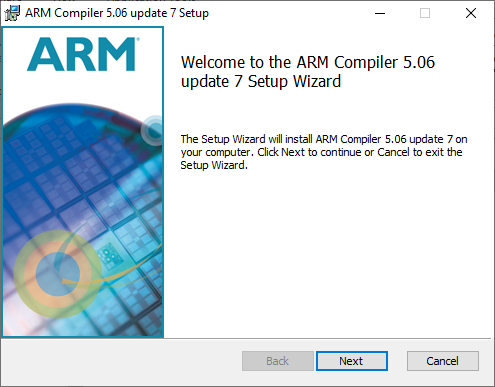 ARM Compiler 5.06 update 7 Setup
ARM
Welcome to the ARM Compiler 5.06
update 7 Setup Wizard
The Setup Wizard will install ARM Compiler 5.06 update 7 on
your computer. Click Next to continue or Cancel to exit the
Setup Wizard.
Back
Next
Cancel